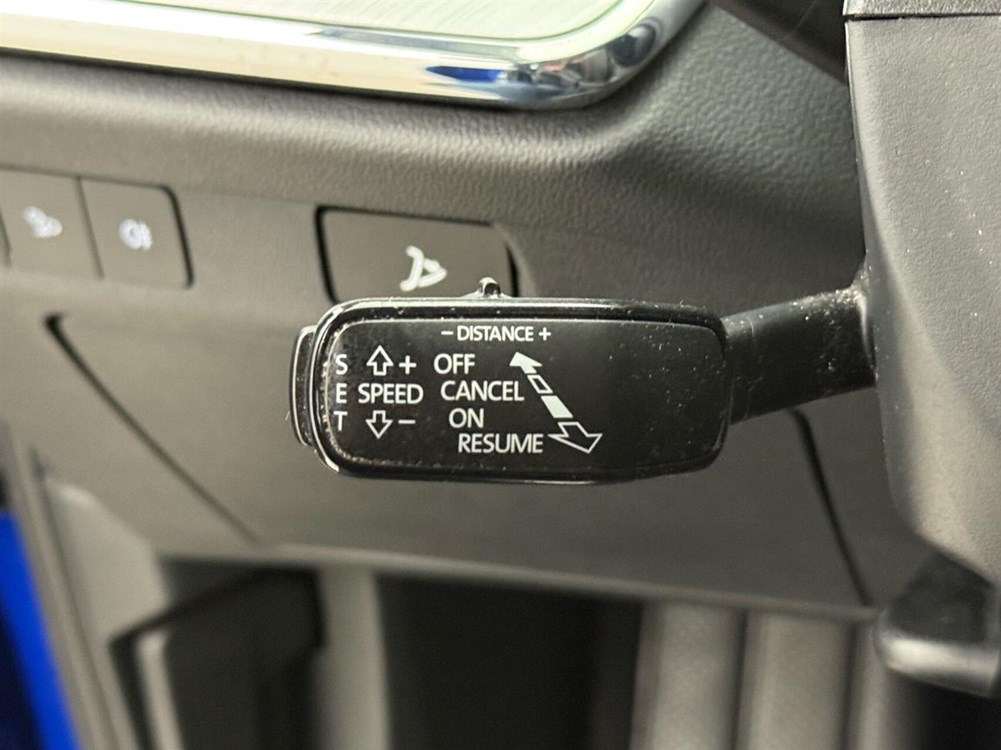 − DISTANCE +
S + OFF
E SPEED CANCEL
T − ON
RESUME